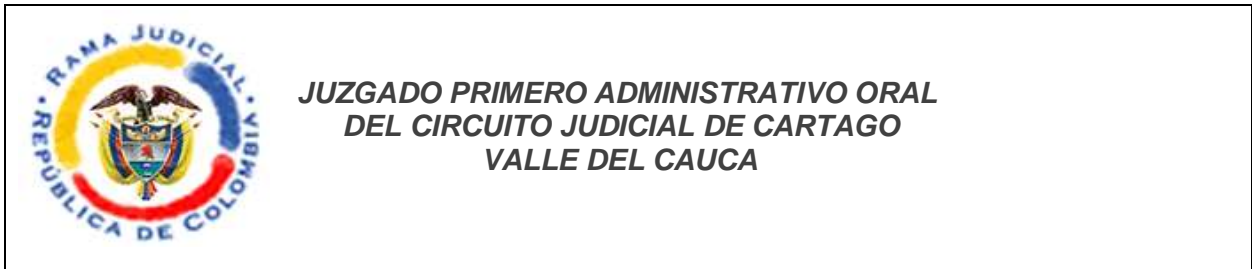 RAMA JUDICIAL
REPÚBLICA DE COLOMBIA
JUZGADO PRIMERO ADMINISTRATIVO ORAL
DEL CIRCUITO JUDICIAL DE CARTAGO
VALLE DEL CAUCA